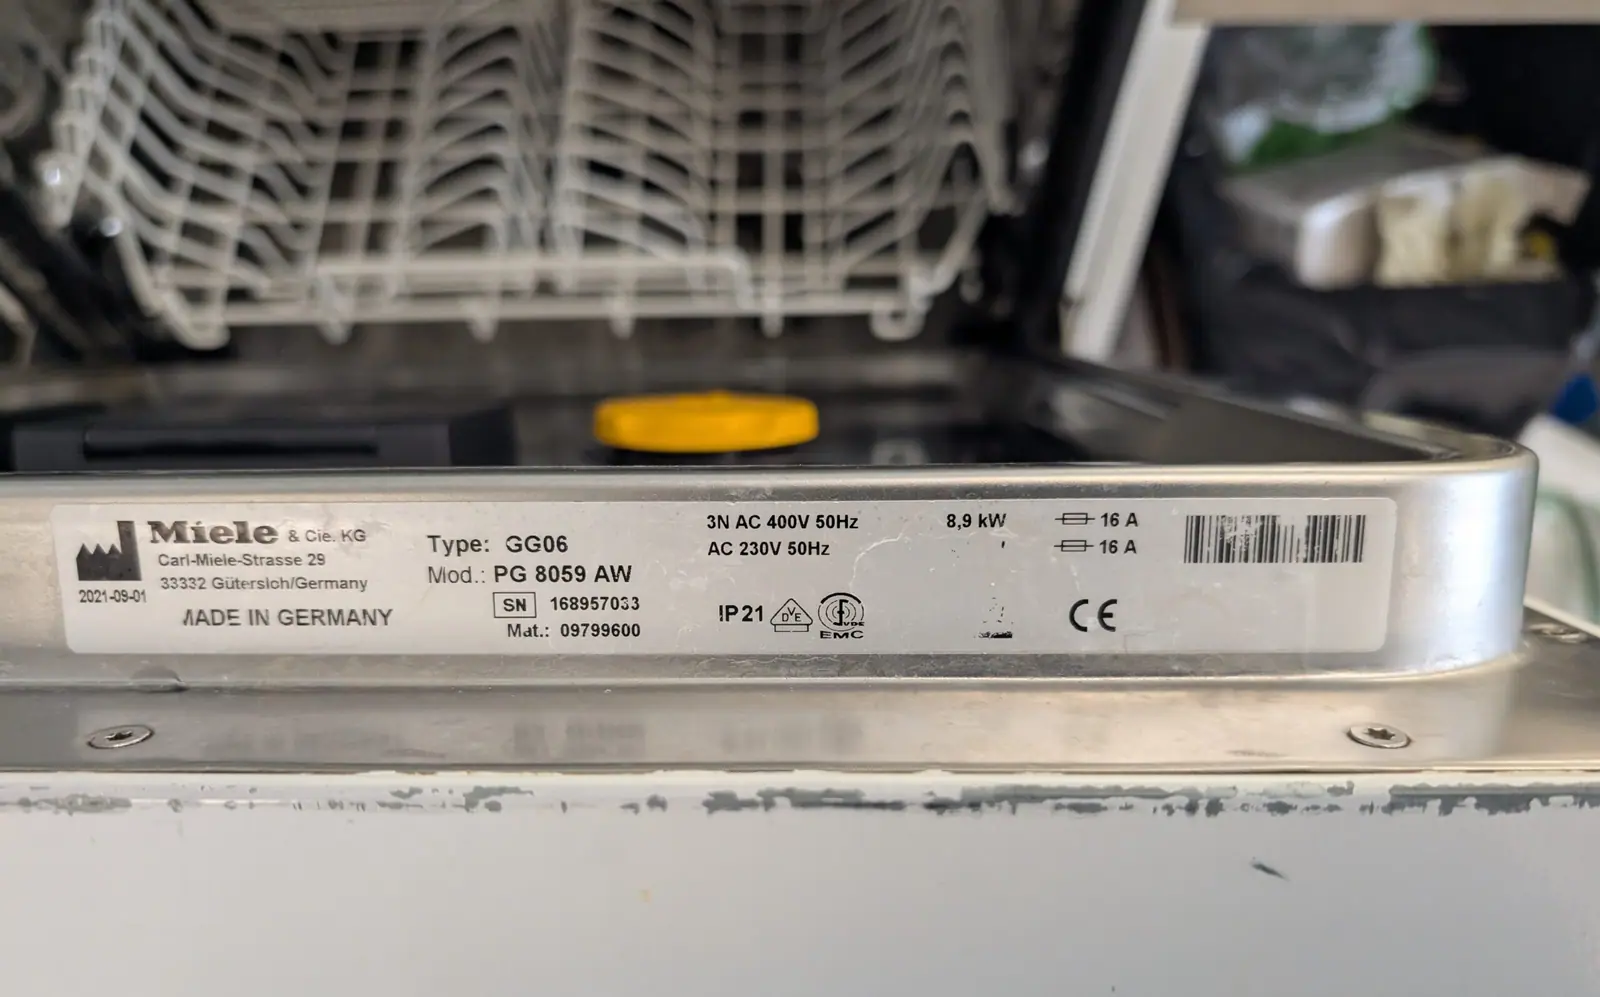 Miele & Cie. KG
Carl-Miele-Strasse 29
33332 Gütersloh/Germany
2021-09-01
MADE IN GERMANY
Type: GG06
Mod.: PG 8059 AW
SN 168957033
Mat.: 09799600
3N AC 400V 50Hz 8,9 kW 16 A
AC 230V 50Hz 16 A
IP21 DVE VDE
EMC
CE